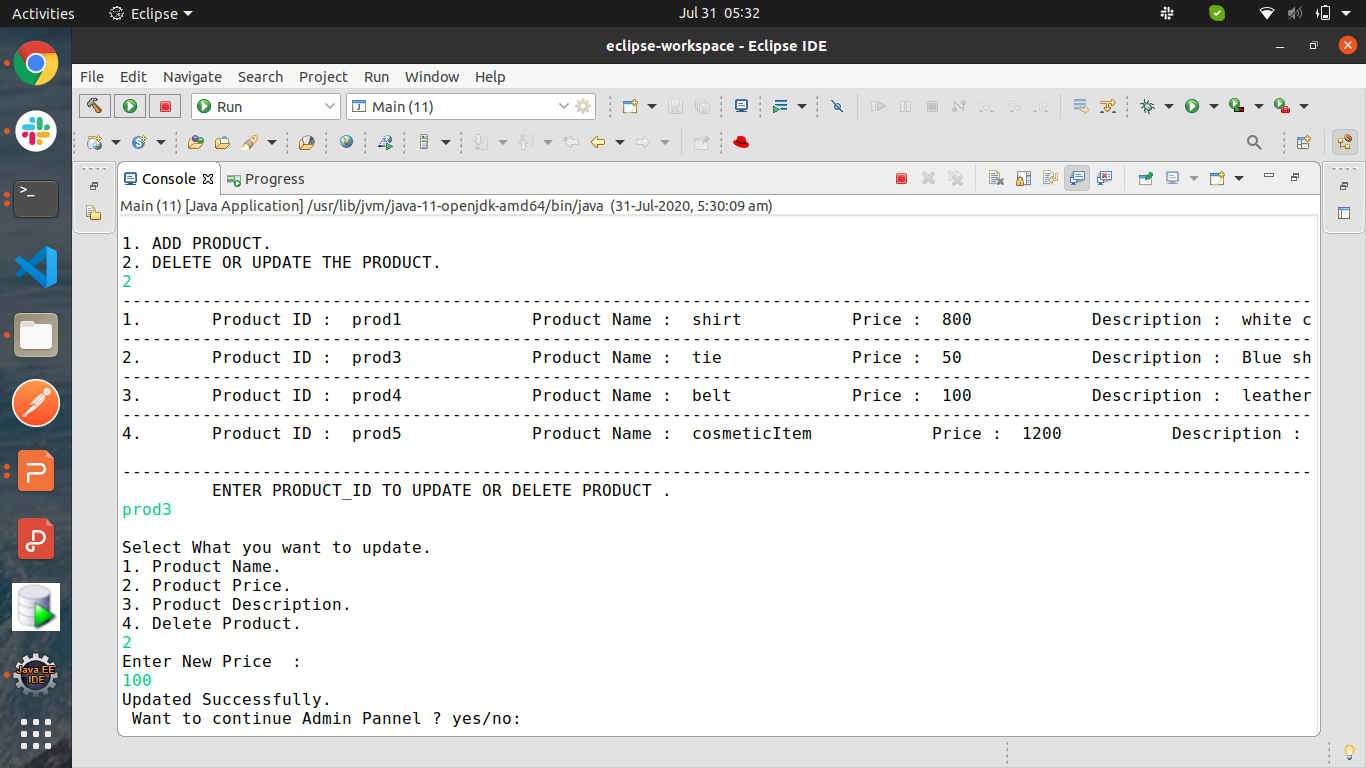 Activities Eclipse Jul 31 05:32
eclipse-workspace - Eclipse IDE
File Edit Navigate Search Project Run Window Help
Run Main (11)
Console Progress
Main (11) [Java Application] /usr/lib/jvm/java-11-openjdk-amd64/bin/java (31-Jul-2020, 5:30:09 am)
1. ADD PRODUCT.
2. DELETE OR UPDATE THE PRODUCT.
2
-----------------------------------------------------------------------------------------------------------------------
1. Product ID : prod1 Product Name : shirt Price : 800 Description : white c
-----------------------------------------------------------------------------------------------------------------------
2. Product ID : prod3 Product Name : tie Price : 50 Description : Blue sh
-----------------------------------------------------------------------------------------------------------------------
3. Product ID : prod4 Product Name : belt Price : 100 Description : leather
-----------------------------------------------------------------------------------------------------------------------
4. Product ID : prod5 Product Name : cosmeticItem Price : 1200 Description :
-----------------------------------------------------------------------------------------------------------------------
ENTER PRODUCT_ID TO UPDATE OR DELETE PRODUCT .
prod3
Select What you want to update.
1. Product Name.
2. Product Price.
3. Product Description.
4. Delete Product.
2
Enter New Price :
100
Updated Successfully.
Want to continue Admin Pannel ? yes/no:
Java EE
IDE